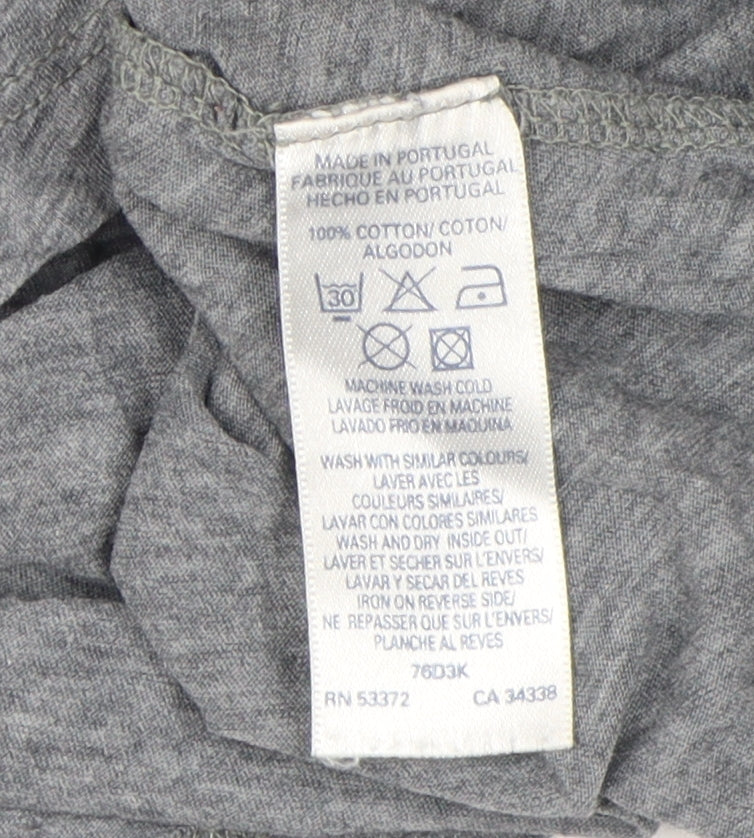 MADE IN PORTUGAL
FABRIQUE AU PORTUGAL
HECHO EN PORTUGAL
100% COTTON/ COTON/
ALGODON
30
MACHINE WASH COLD
LAVAGE FROID EN MACHINE
LAVADO FRIO EN MAQUINA
WASH WITH SIMILAR COLOURS/
LAVER AVEC LES
COULEURS SIMILAIRES/
LAVAR CON COLORES SIMILARES
WASH AND DRY INSIDE OUT/
LAVER ET SECHER SUR L'ENVERS/
LAVAR Y SECAR DEL REVES
IRON ON REVERSE SIDE/
NE REPASSER QUE SUR L'ENVERS/
PLANCHE AL REVES
76D3K
RN 53372 CA 34338